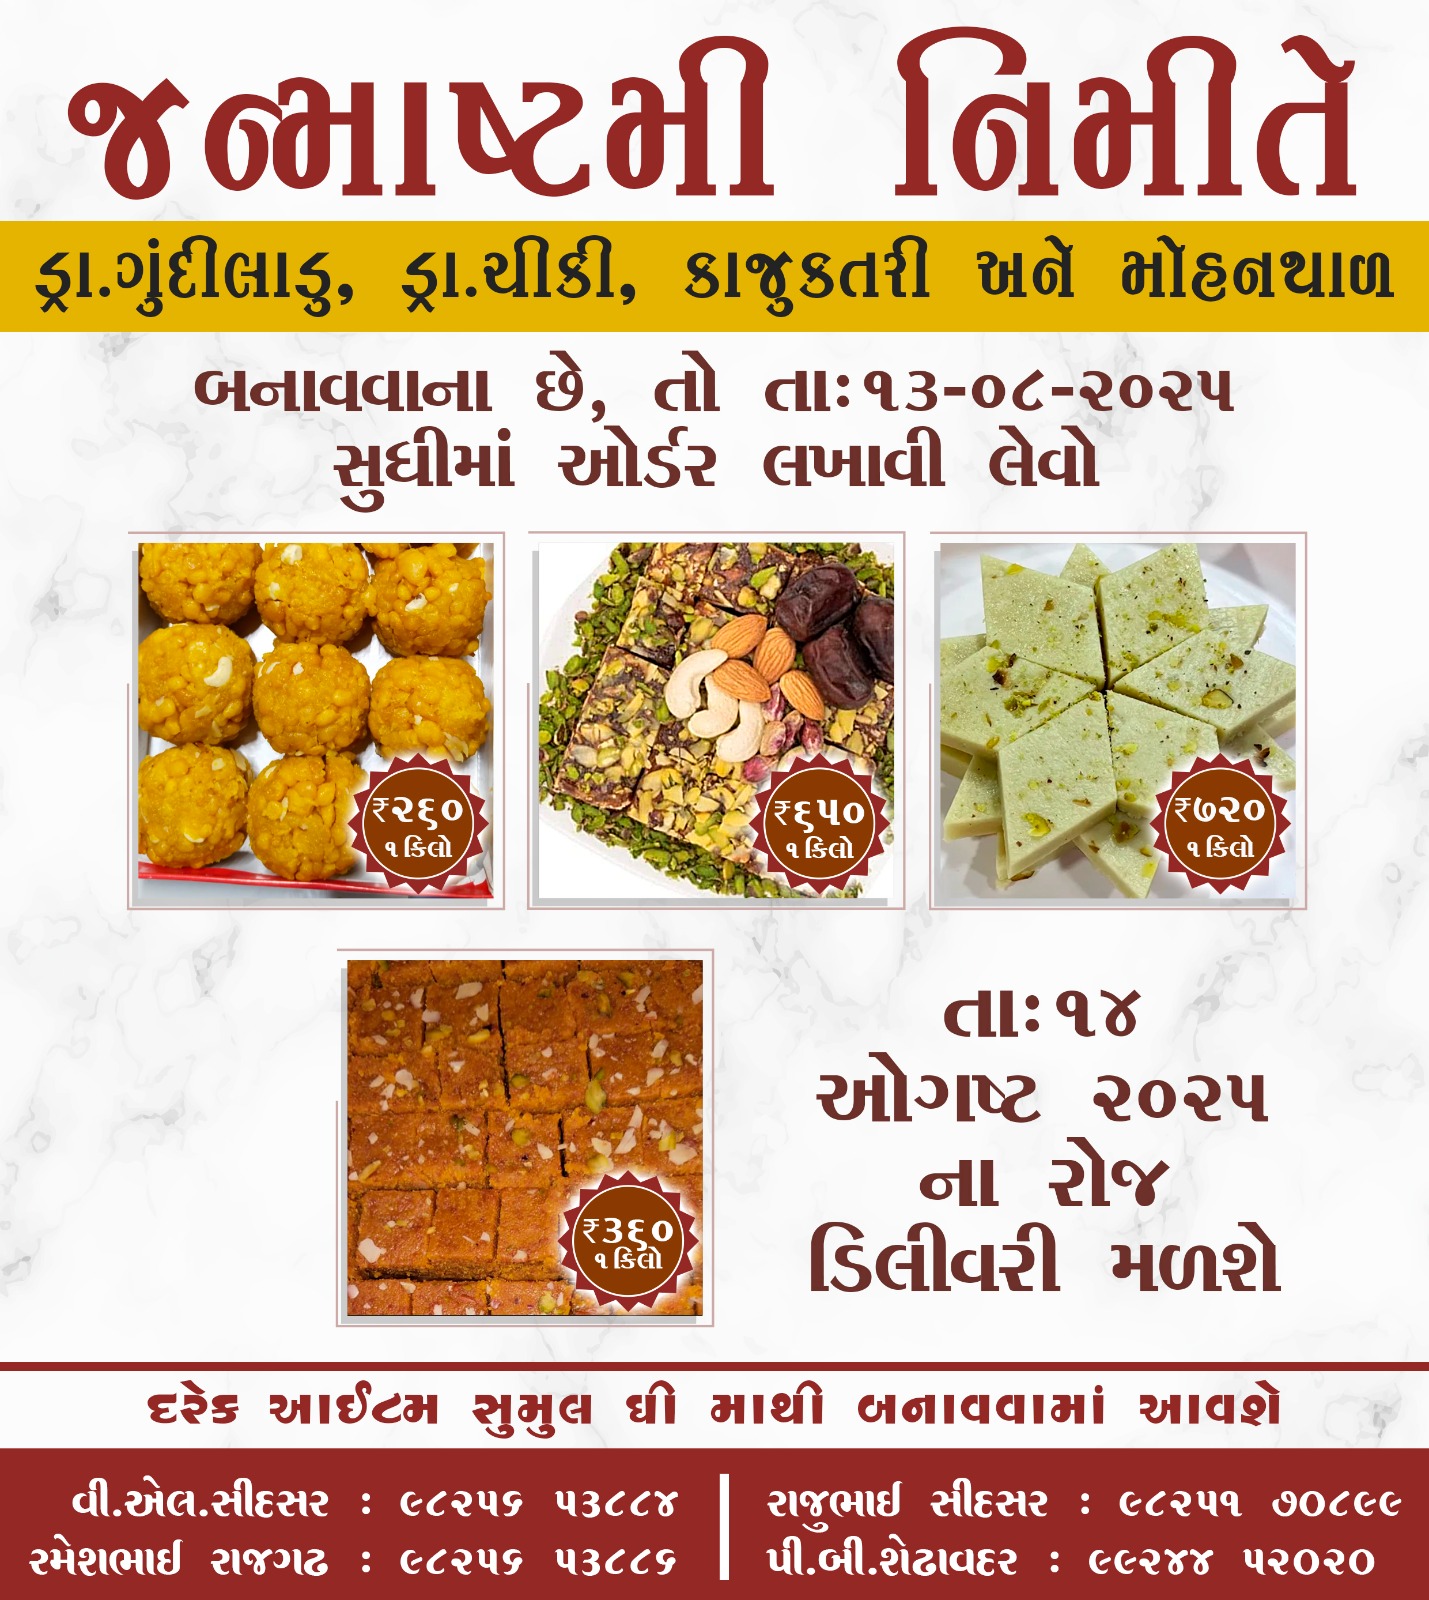 જન્માષ્ટમી નિમીતે
ડ્રા.ગુંદીલાડુ, ડ્રા.ચીકી, કાજુકતરી અને મોહનથાળ
બનાવવાના છે, તો તાઃ૧૩-૦૮-૨૦૨૫
સુધીમાં ઓર્ડર લખાવી લેવો
₹૨૬૦
૧ કિલો
₹૬૫૦
૧ કિલો
₹૭૨૦
૧ કિલો
₹૩૬૦
૧ કિલો
તાઃ૧૪
ઓગષ્ટ ૨૦૨૫
ના રોજ
ડિલીવરી મળશે
દરેક આઈટમ સુમુલ ઘી માથી બનાવવામાં આવશે
વી.એલ.સીદસર : ૯૮૨૫૬ ૫૩૮૮૪
રમેશભાઈ રાજગઢ : ૯૮૨૫૬ ૫૩૮૮૬
રાજુભાઈ સીદસર : ૯૮૨૫૧ ૭૦૮૯૯
પી.બી.શેઢાવદર : ૯૯૨૪૪ ૫૨૦૨૦